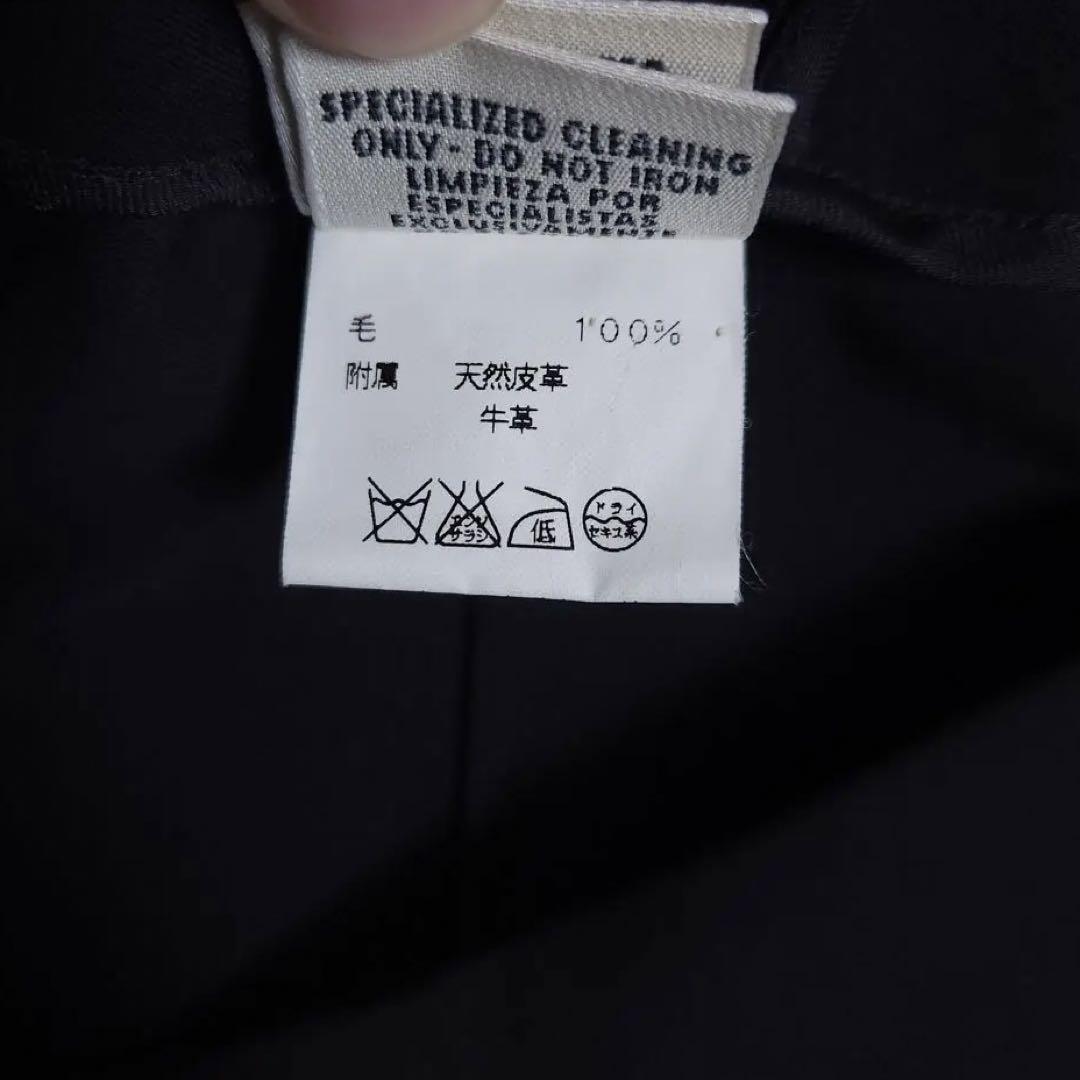 SPECIALIZED CLEANING
ONLY - DO NOT IRON
LIMPIEZA POR
ESPECIALISTAS
EXCLUSIVAMENTE
毛 100%
附属 天然皮革
牛革
エンソ
サラシ
低
ドライ
セキユ系